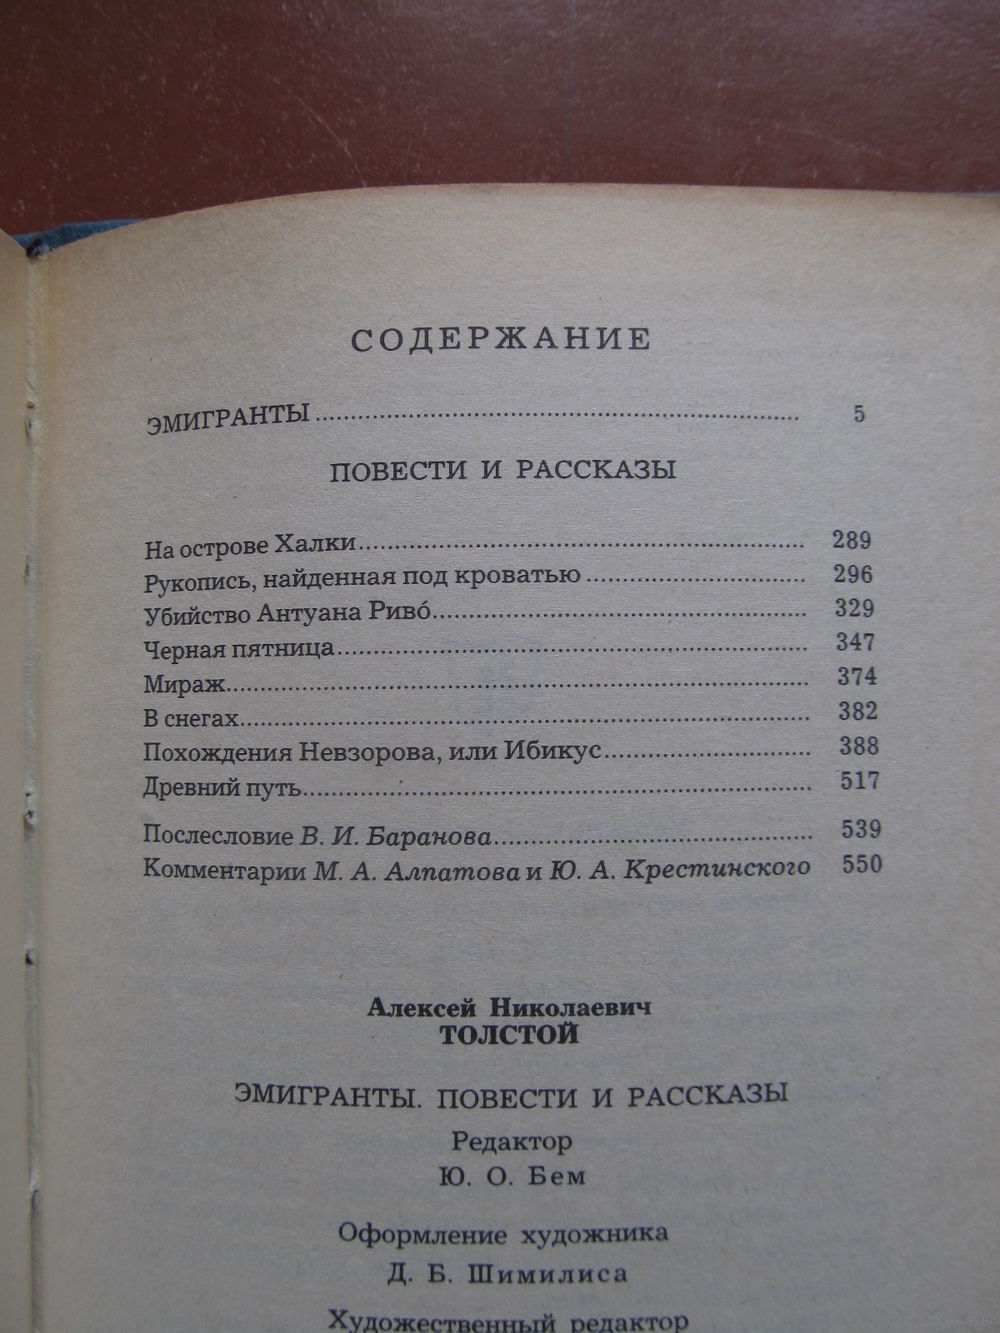 СОДЕРЖАНИЕ
ЭМИГРАНТЫ................................................................ 5
ПОВЕСТИ И РАССКАЗЫ
На острове Халки................................................................ 289
Рукопись, найденная под кроватью................................ 296
Убийство Антуана Риво́...................................................... 329
Черная пятница.................................................................... 347
Мираж.................................................................................... 374
В снегах.................................................................................. 382
Похождения Невзорова, или Ибикус.............................. 388
Древний путь......................................................................... 517
Послесловие В. И. Баранова.............................................. 539
Комментарии М. А. Алпатова и Ю. А. Крестинского 550
Алексей Николаевич
ТОЛСТОЙ
ЭМИГРАНТЫ. ПОВЕСТИ И РАССКАЗЫ
Редактор
Ю. О. Бем
Оформление художника
Д. Б. Шимилиса
Художественный редактор